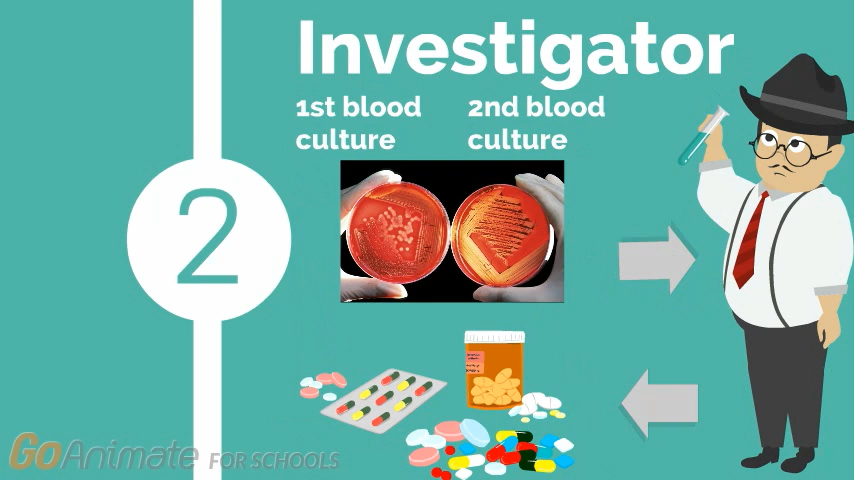 Investigator
1st blood
culture
2nd blood
culture
2
GoAnimate FOR SCHOOLS